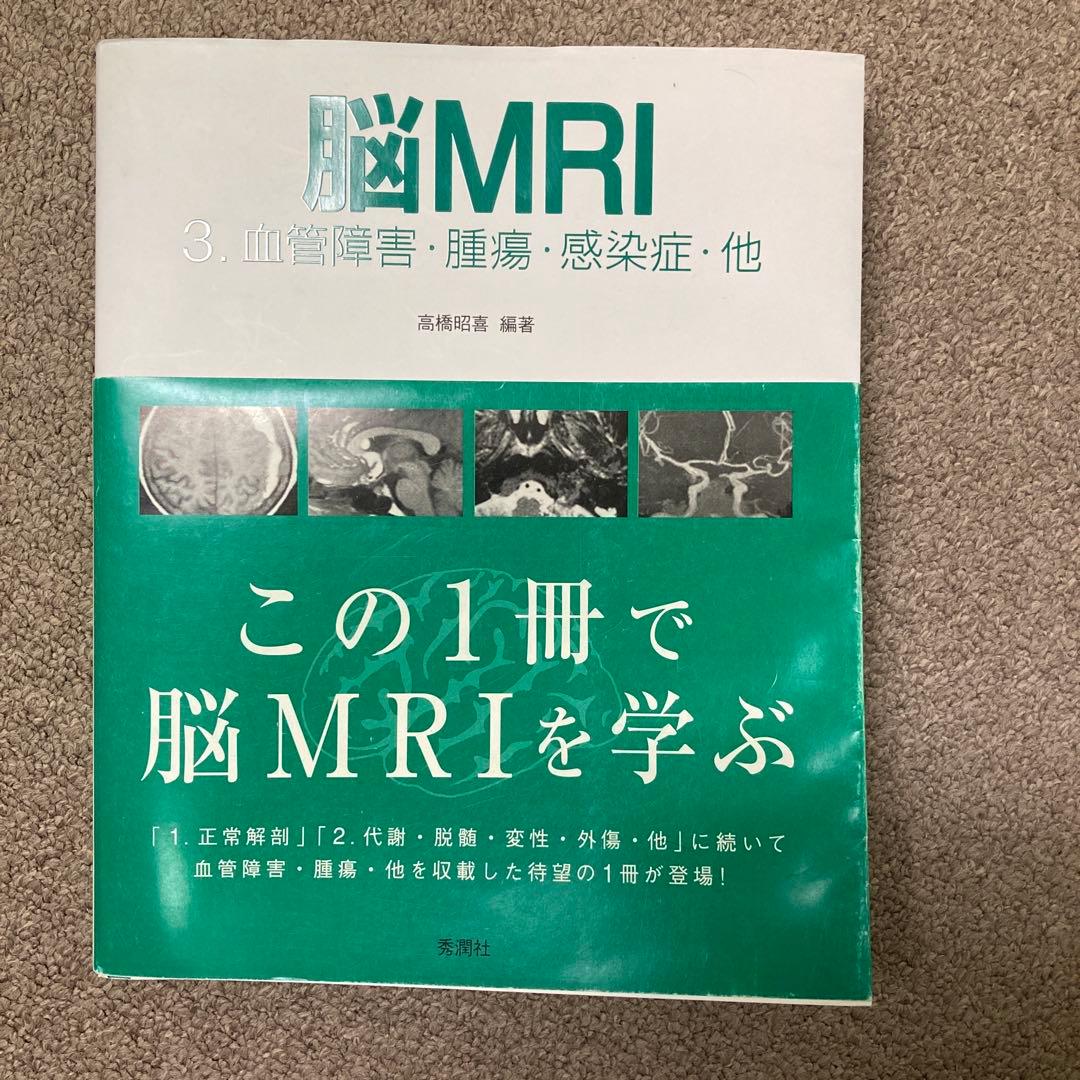 脳MRI
3. 血管障害・腫瘍・感染症・他
高橋昭喜 編著
この1冊で
脳MRIを学ぶ
「1. 正常解剖」「2. 代謝・脱髄・変性・外傷・他」に続いて
血管障害・腫瘍・他を収載した待望の1冊が登場!
秀潤社